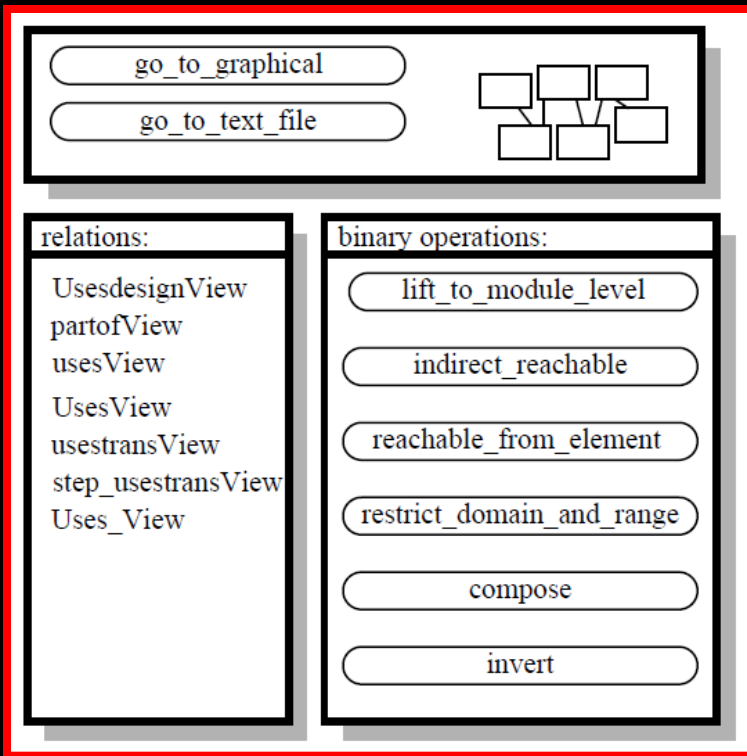 go_to_graphical
go_to_text_file
relations:
UsesdesignView
partofView
usesView
UsesView
usestransView
step_usestransView
Uses_View
binary operations:
lift_to_module_level
indirect_reachable
reachable_from_element
restrict_domain_and_range
compose
invert